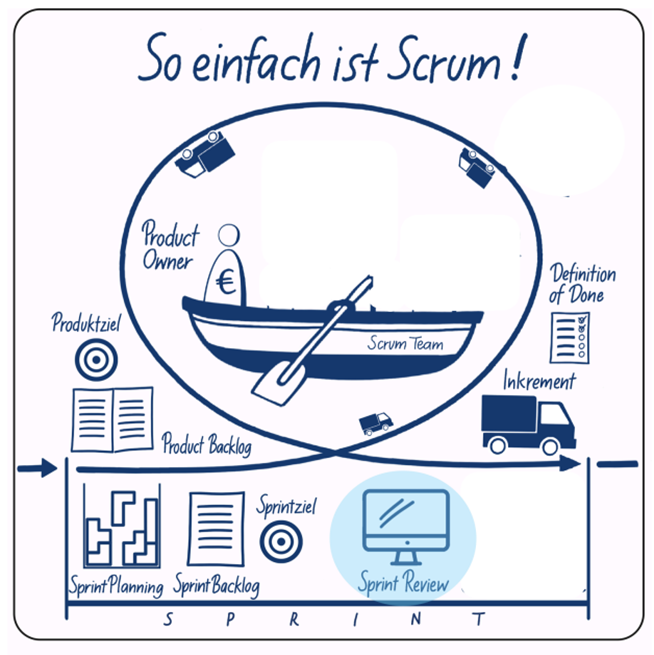 So einfach ist Scrum!
Product
Owner
€
Scrum Team
Definition
of Done
Produktziel
Inkrement
Product Backlog
Sprintziel
Sprint Planning
Sprint Backlog
Sprint Review
SPRINT